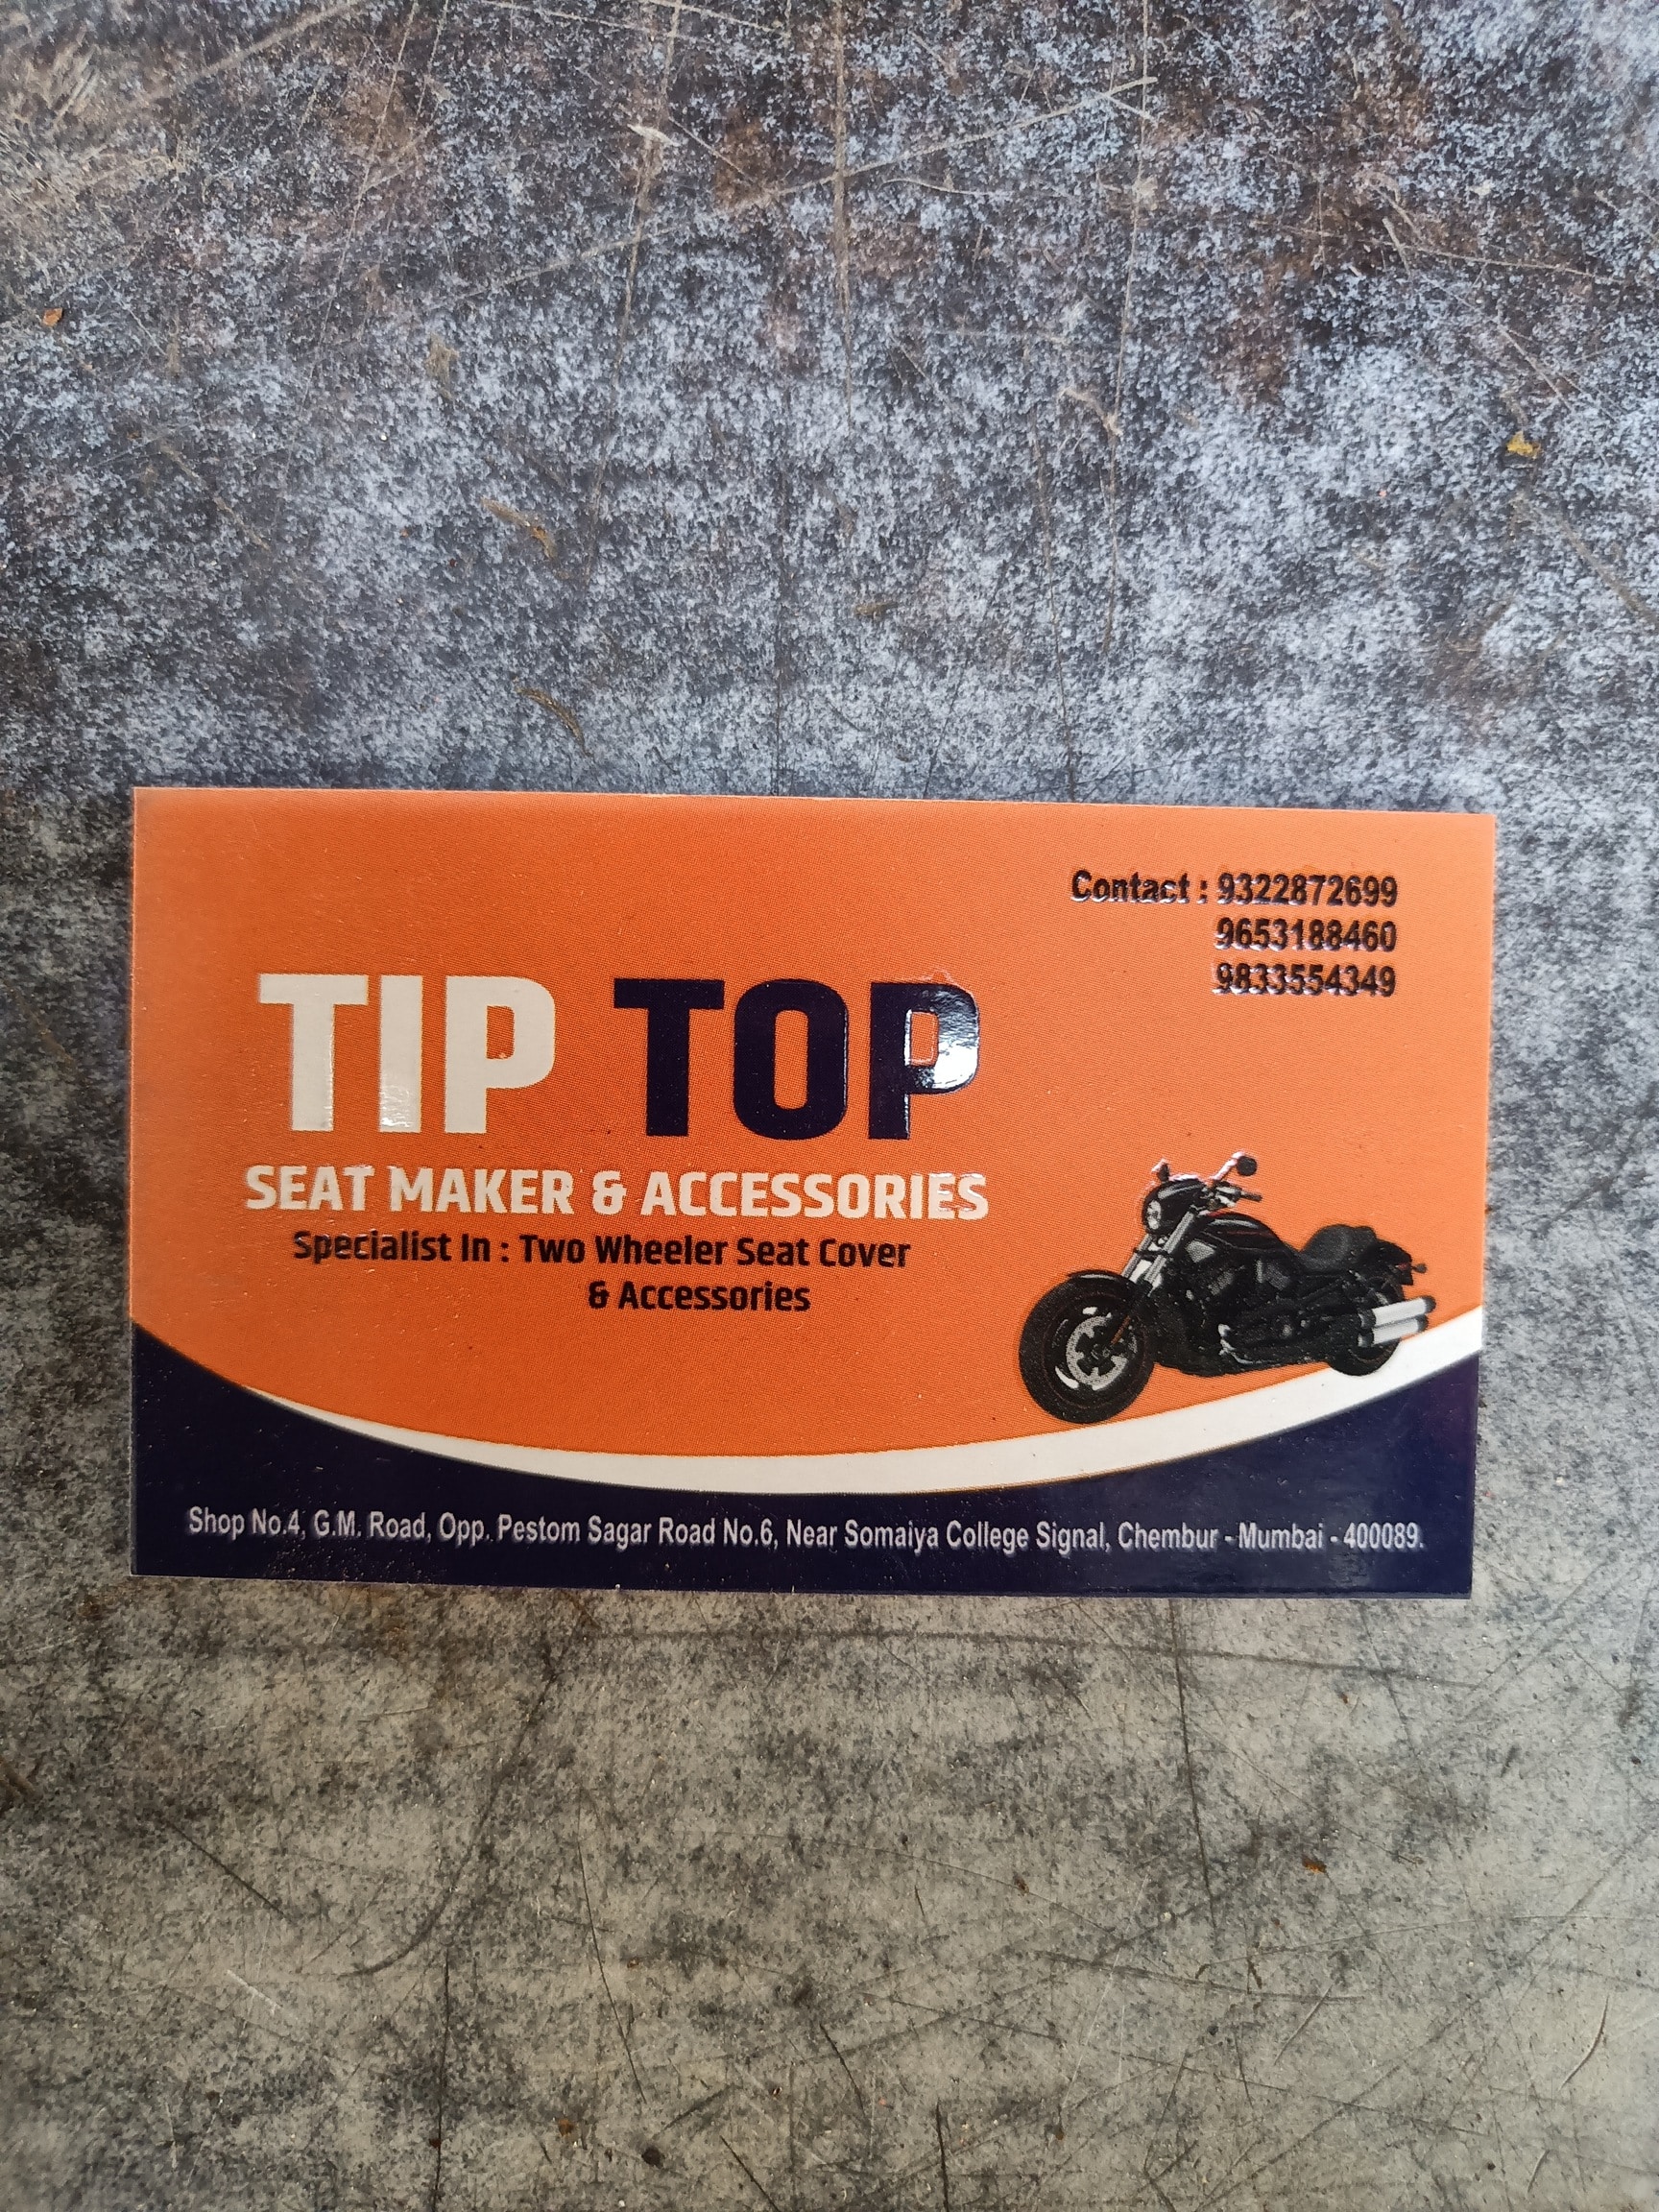 Contact : 9322872699
9653188460
9833554349
TIP TOP
SEAT MAKER & ACCESSORIES
Specialist In : Two Wheeler Seat Cover
& Accessories
Shop No.4, G.M. Road, Opp. Pestom Sagar Road No.6, Near Somaiya College Signal, Chembur - Mumbai - 400089.